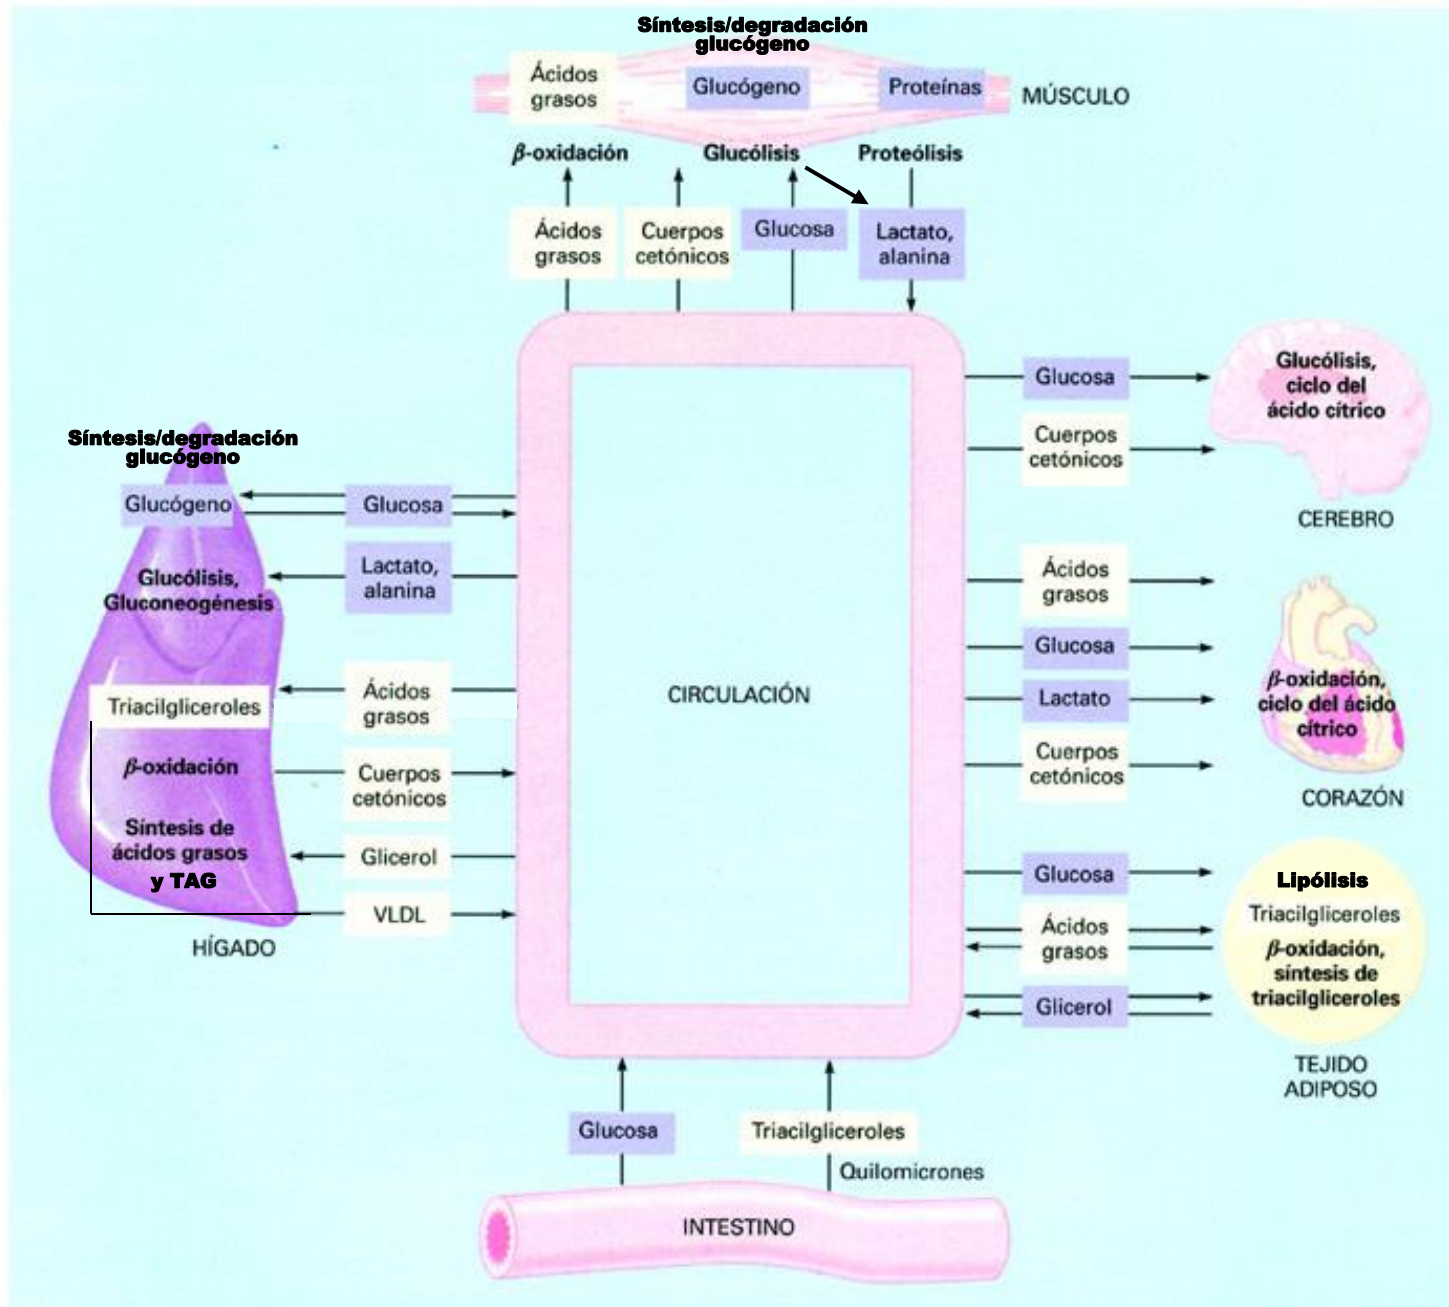 Síntesis/degradación
glucógeno
Ácidos
grasos
Glucógeno
Proteínas
MÚSCULO
β-oxidación
Glucólisis
Proteólisis
Ácidos
grasos
Cuerpos
cetónicos
Glucosa
Lactato,
alanina
Síntesis/degradación
glucógeno
Glucógeno
Glucosa
Glucólisis,
Gluconeogénesis
Lactato,
alanina
Triacilgliceroles
Ácidos
grasos
β-oxidación
Cuerpos
cetónicos
Síntesis de
ácidos grasos
y TAG
Glicerol
VLDL
HÍGADO
CIRCULACIÓN
Glucosa
Cuerpos
cetónicos
Glucólisis,
ciclo del
ácido cítrico
CEREBRO
Ácidos
grasos
Glucosa
Lactato
Cuerpos
cetónicos
β-oxidación,
ciclo del ácido
cítrico
CORAZÓN
Glucosa
Ácidos
grasos
Glicerol
Lipólisis
Triacilgliceroles
β-oxidación,
síntesis de
triacilgliceroles
TEJIDO
ADIPOSO
Glucosa
Triacilgliceroles
Quilomicrones
INTESTINO